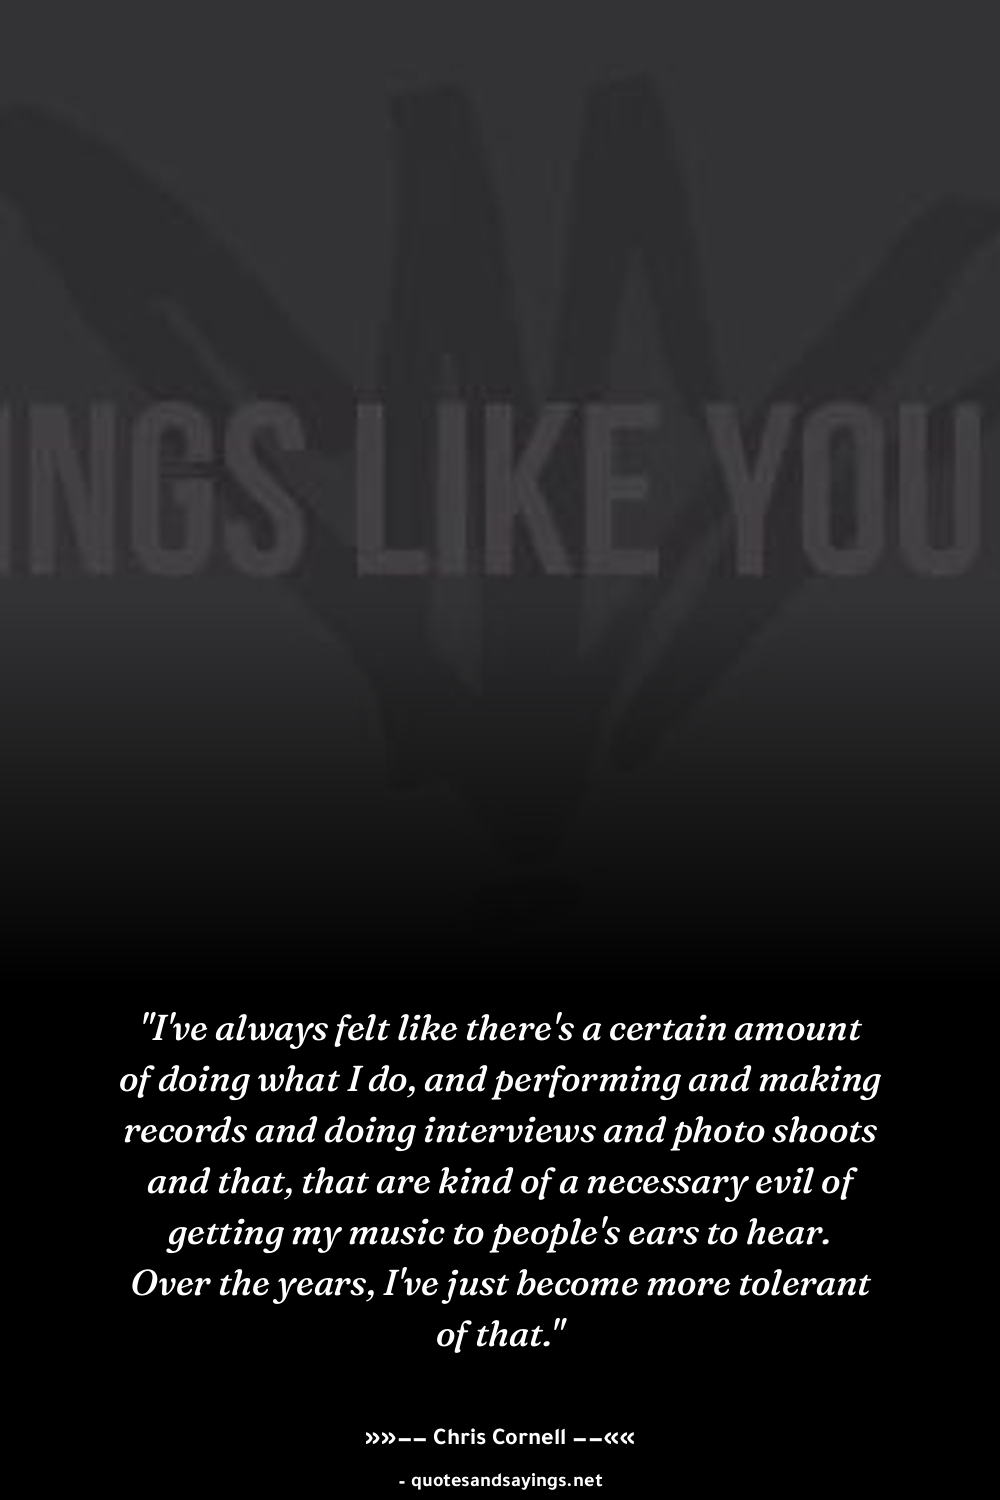 INGS LIKE YOU
"I've always felt like there's a certain amount
of doing what I do, and performing and making
records and doing interviews and photo shoots
and that, that are kind of a necessary evil of
getting my music to people's ears to hear.
Over the years, I've just become more tolerant
of that."
»»—— Chris Cornell ——««
- quotesandsayings.net